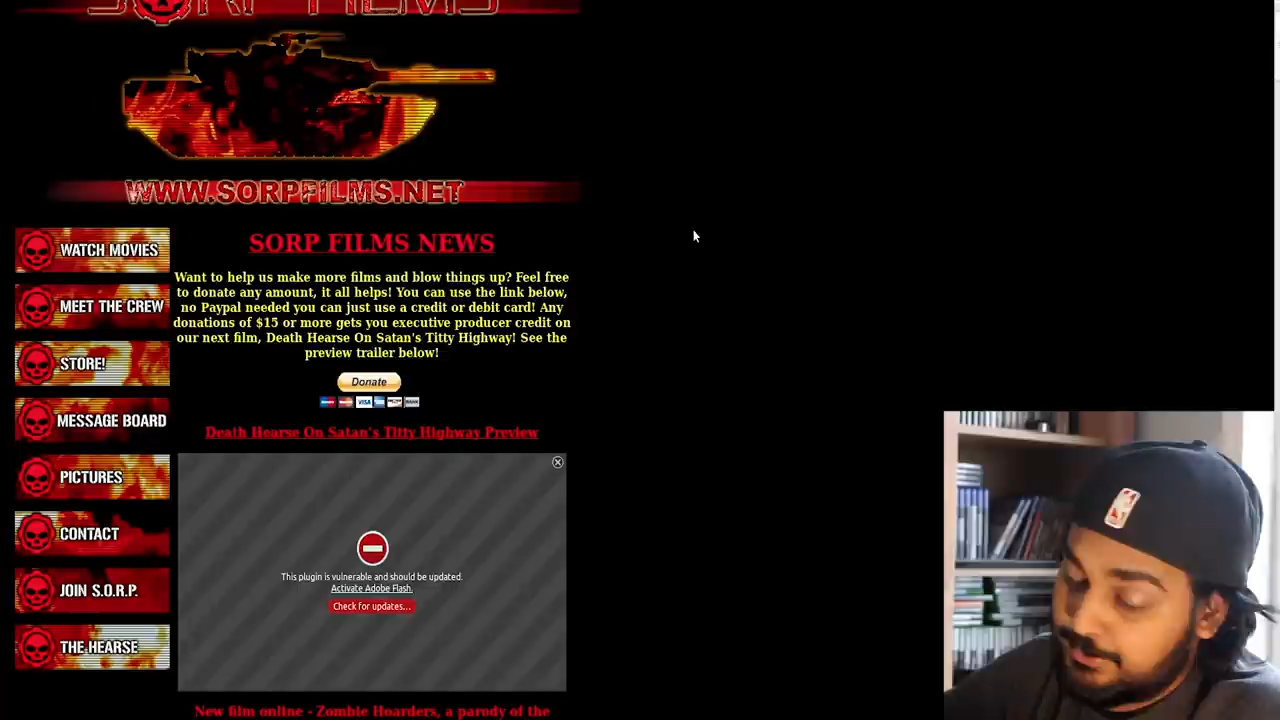 SORP FILMS
WWW.SORPFILMS.NET
WATCH MOVIES
MEET THE CREW
STORE!
MESSAGE BOARD
PICTURES
CONTACT
JOIN S.O.R.P.
THE HEARSE
SORP FILMS NEWS
Want to help us make more films and blow things up? Feel free
to donate any amount, it all helps! You can use the link below,
no Paypal needed you can just use a credit or debit card! Any
donations of $15 or more gets you executive producer credit on
our next film, Death Hearse On Satan's Titty Highway! See the
preview trailer below!
Donate
VISA
Death Hearse On Satan's Titty Highway Preview
This plugin is vulnerable and should be updated.
Activate Adobe Flash.
Check for updates...
New film online - Zombie Hoarders, a parody of the